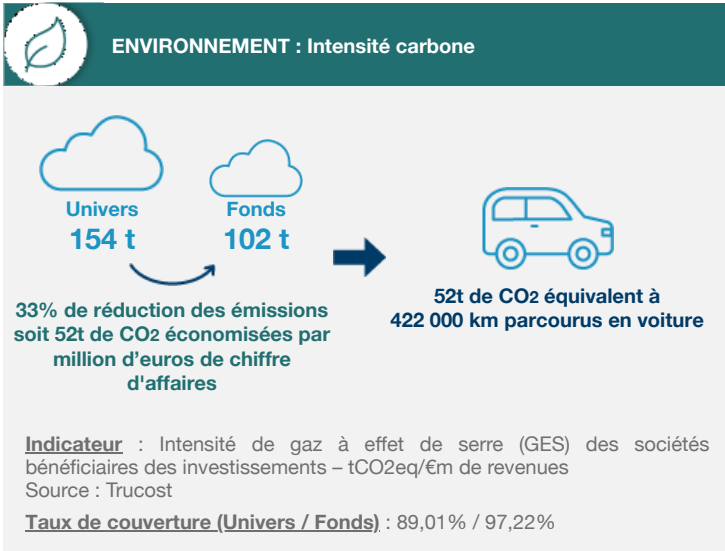 ENVIRONNEMENT : Intensité carbone
Univers
154 t
Fonds
102 t
33% de réduction des émissions
soit 52t de CO2 économisées par
million d'euros de chiffre
d'affaires
52t de CO2 équivalent à
422 000 km parcourus en voiture
Indicateur : Intensité de gaz à effet de serre (GES) des sociétés
bénéficiaires des investissements – tCO2eq/€m de revenues
Source : Trucost
Taux de couverture (Univers / Fonds) : 89,01% / 97,22%